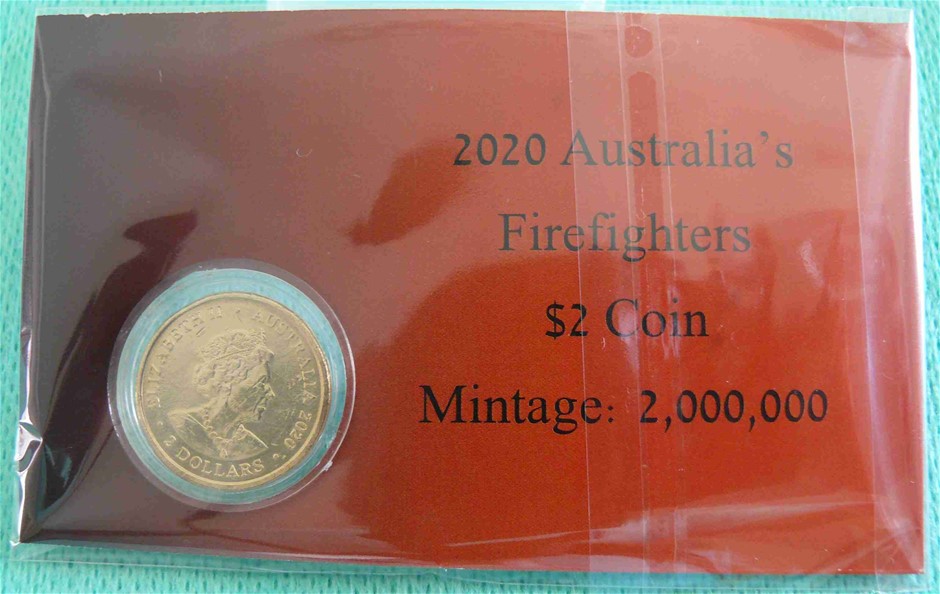 2020 Australia's
Firefighters
$2 Coin
Mintage: 2,000,000
ELIZABETH II AUSTRALIA 2020
2 DOLLARS